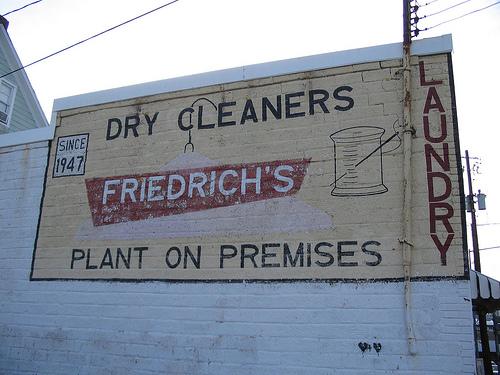 DRY CLEANERS
SINCE
1947
FRIEDRICH'S
PLANT ON PREMISES
LAUNDRY